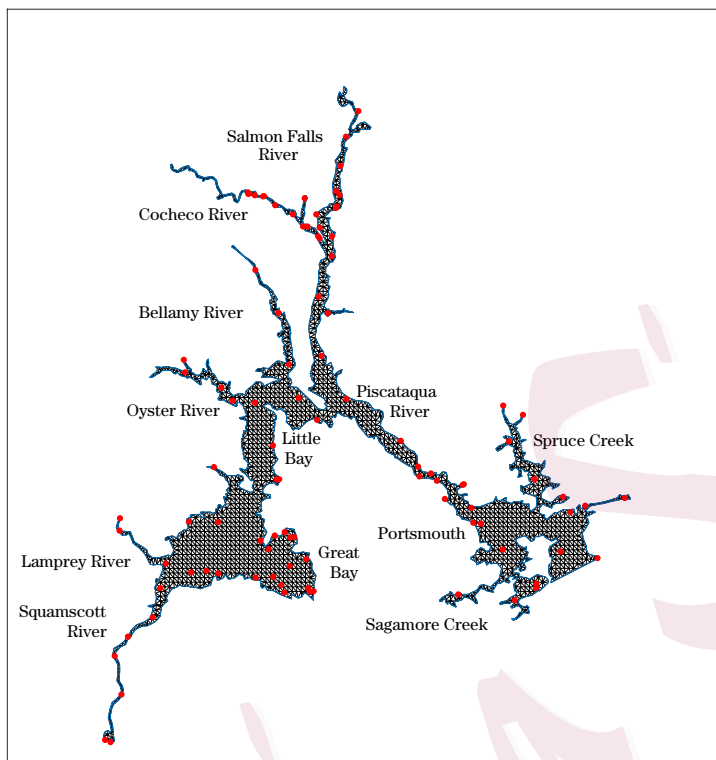 Salmon Falls
River
Cocheco River
Bellamy River
Oyster River
Piscataqua
River
Little
Bay
Spruce Creek
Portsmouth
Great
Bay
Lamprey River
Squamscott
River
Sagamore Creek